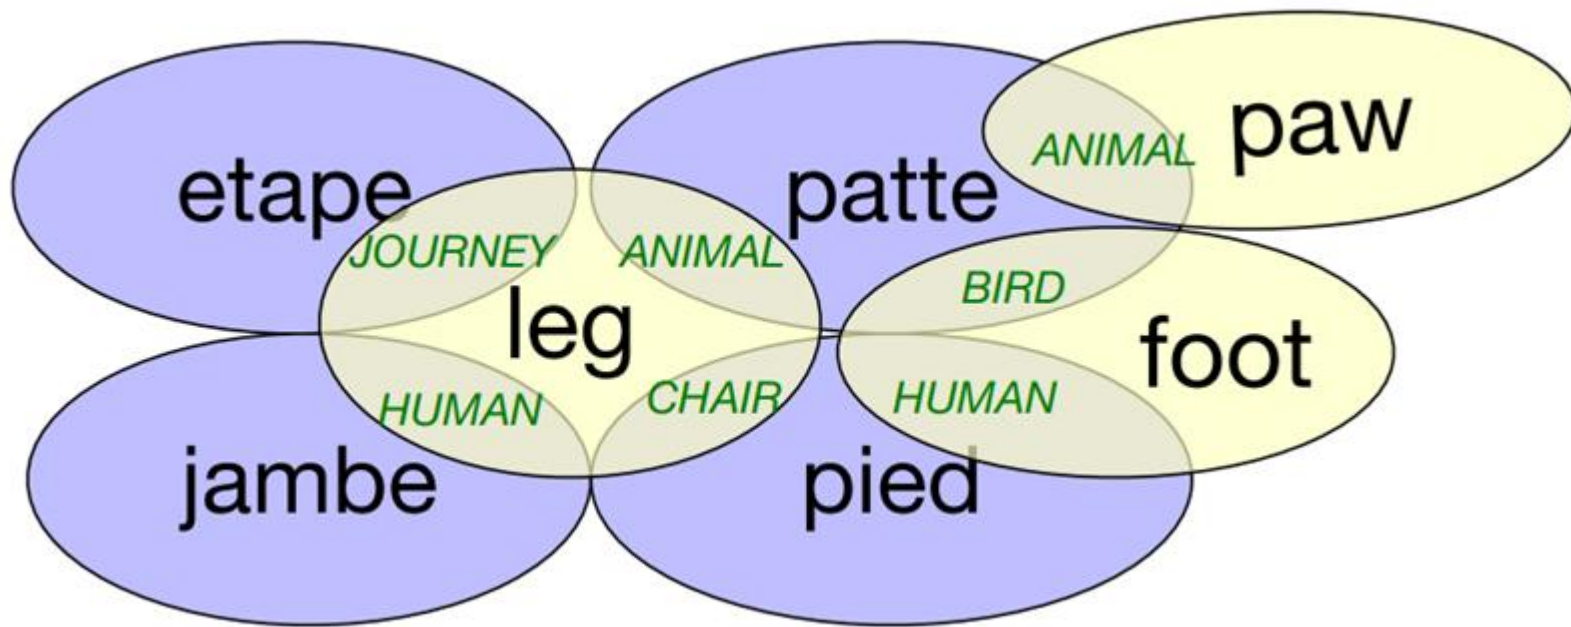 paw
ANIMAL
etape
patte
JOURNEY
ANIMAL
BIRD
leg
foot
HUMAN
CHAIR
HUMAN
jambe
pied